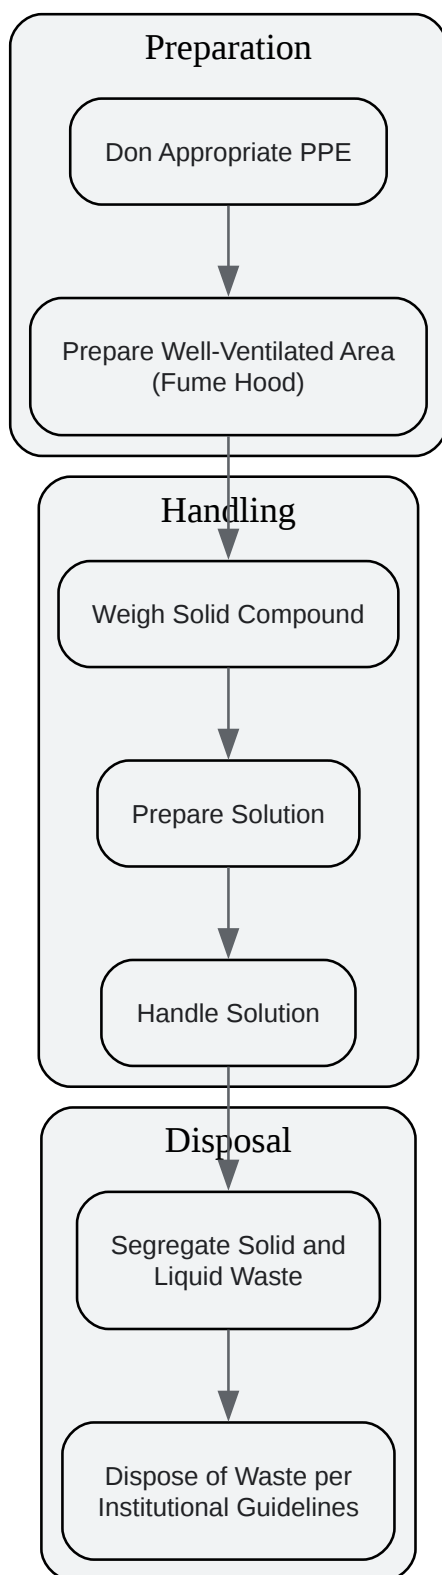 Preparation
Don Appropriate PPE
Prepare Well-Ventilated Area
(Fume Hood)
Handling
Weigh Solid Compound
Prepare Solution
Handle Solution
Disposal
Segregate Solid and
Liquid Waste
Dispose of Waste per
Institutional Guidelines